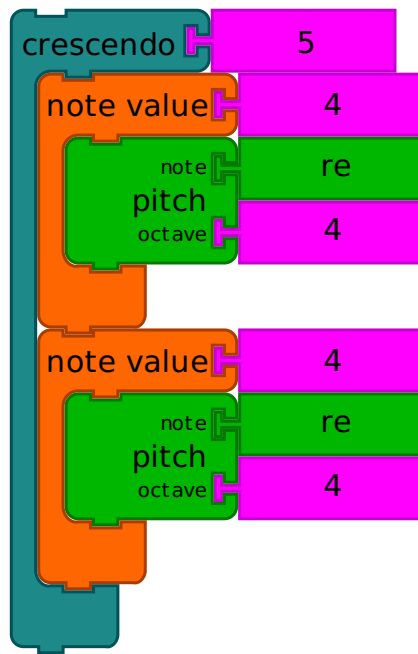 crescendo 5
note value 4
note re
pitch
octave 4
note value 4
note re
pitch
octave 4